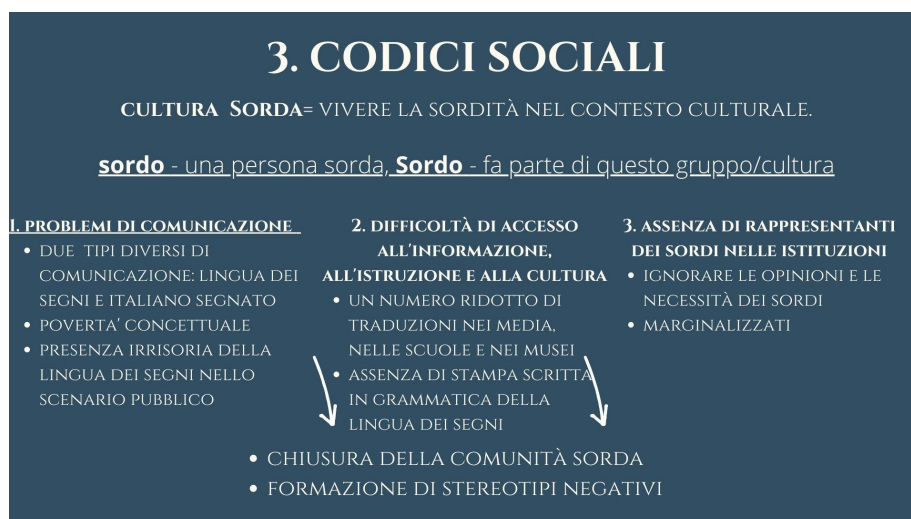 3. CODICI SOCIALI
CULTURA SORDA= VIVERE LA SORDITÀ NEL CONTESTO CULTURALE.
sordo - una persona sorda, Sordo - fa parte di questo gruppo/cultura
1. PROBLEMI DI COMUNICAZIONE
• DUE TIPI DIVERSI DI
COMUNICAZIONE: LINGUA DEI
SEGNI E ITALIANO SEGNATO
• POVERTA' CONCETTUALE
• PRESENZA IRRISORIA DELLA
LINGUA DEI SEGNI NELLO
SCENARIO PUBBLICO
2. DIFFICOLTÀ DI ACCESSO
ALL'INFORMAZIONE,
ALL'ISTRUZIONE E ALLA CULTURA
• UN NUMERO RIDOTTO DI
TRADUZIONI NEI MEDIA,
NELLE SCUOLE E NEI MUSEI
• ASSENZA DI STAMPA SCRITTA
IN GRAMMATICA DELLA
LINGUA DEI SEGNI
3. ASSENZA DI RAPPRESENTANTI
DEI SORDI NELLE ISTITUZIONI
• IGNORARE LE OPINIONI E LE
NECESSITÀ DEI SORDI
• MARGINALIZZATI
• CHIUSURA DELLA COMUNITÀ SORDA
• FORMAZIONE DI STEREOTIPI NEGATIVI